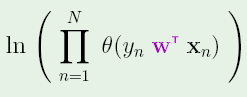 ln ( ∏_{n=1}^{N} θ(y_n w^⊤ x_n) )